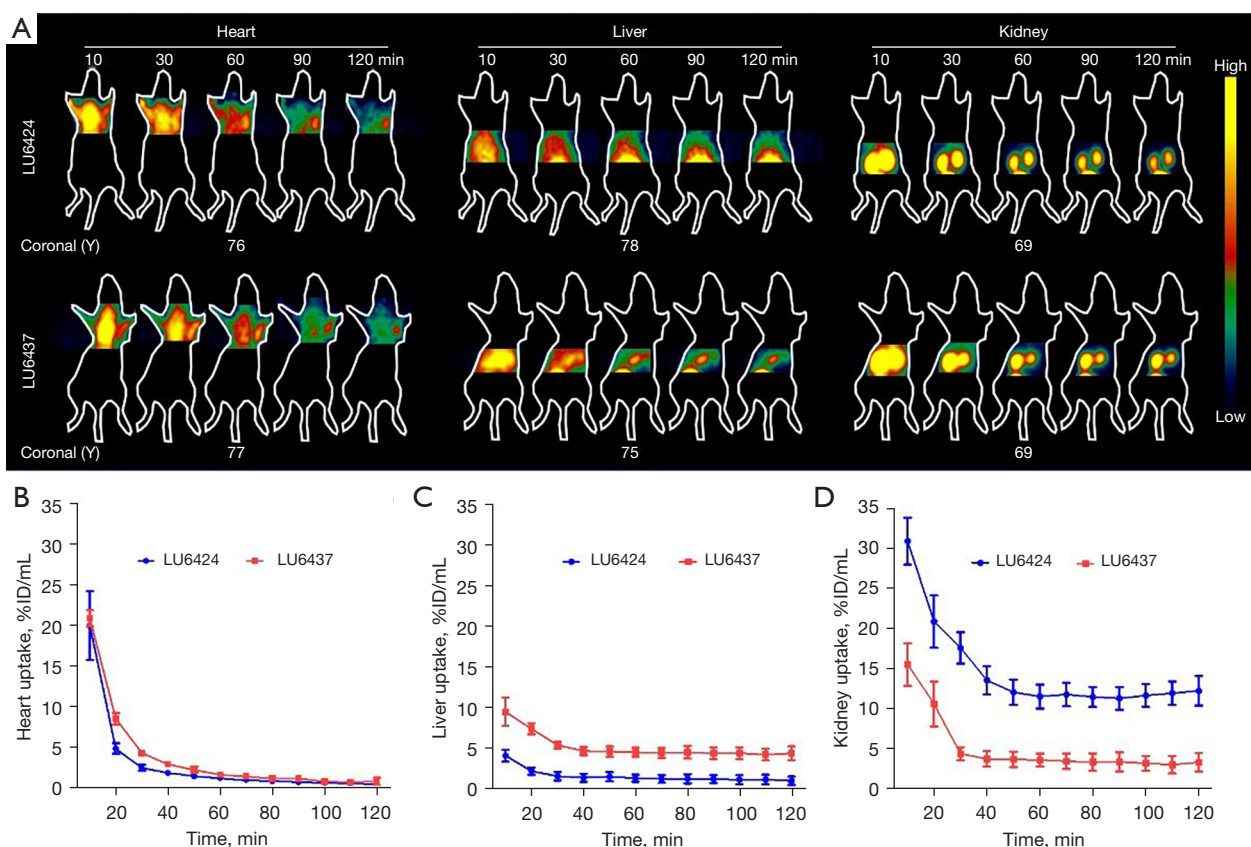 A
Heart
Liver
Kidney
10 30 60 90 120 min
10 30 60 90 120 min
10 30 60 90 120 min
High
LU6424
Coronal (Y) 76 78 69
LU6437
Low
Coronal (Y) 77 75 69
B
35
30
25
20
15
10
5
0
Heart uptake, %ID/mL
LU6424 LU6437
20 40 60 80 100 120
Time, min
C
35
30
25
20
15
10
5
0
Liver uptake, %ID/mL
LU6424 LU6437
20 40 60 80 100 120
Time, min
D
35
30
25
20
15
10
5
0
Kidney uptake, %ID/mL
LU6424 LU6437
20 40 60 80 100 120
Time, min